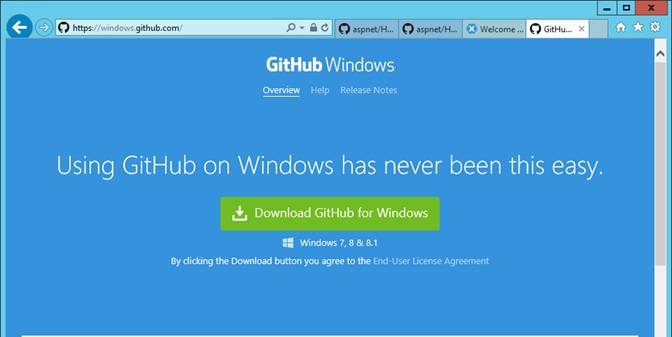 https://windows.github.com/
aspnet/H...
aspnet/H...
Welcome ...
GitHu...
GitHub Windows
Overview Help Release Notes
Using GitHub on Windows has never been this easy.
Download GitHub for Windows
Windows 7, 8 & 8.1
By clicking the Download button you agree to the End-User License Agreement